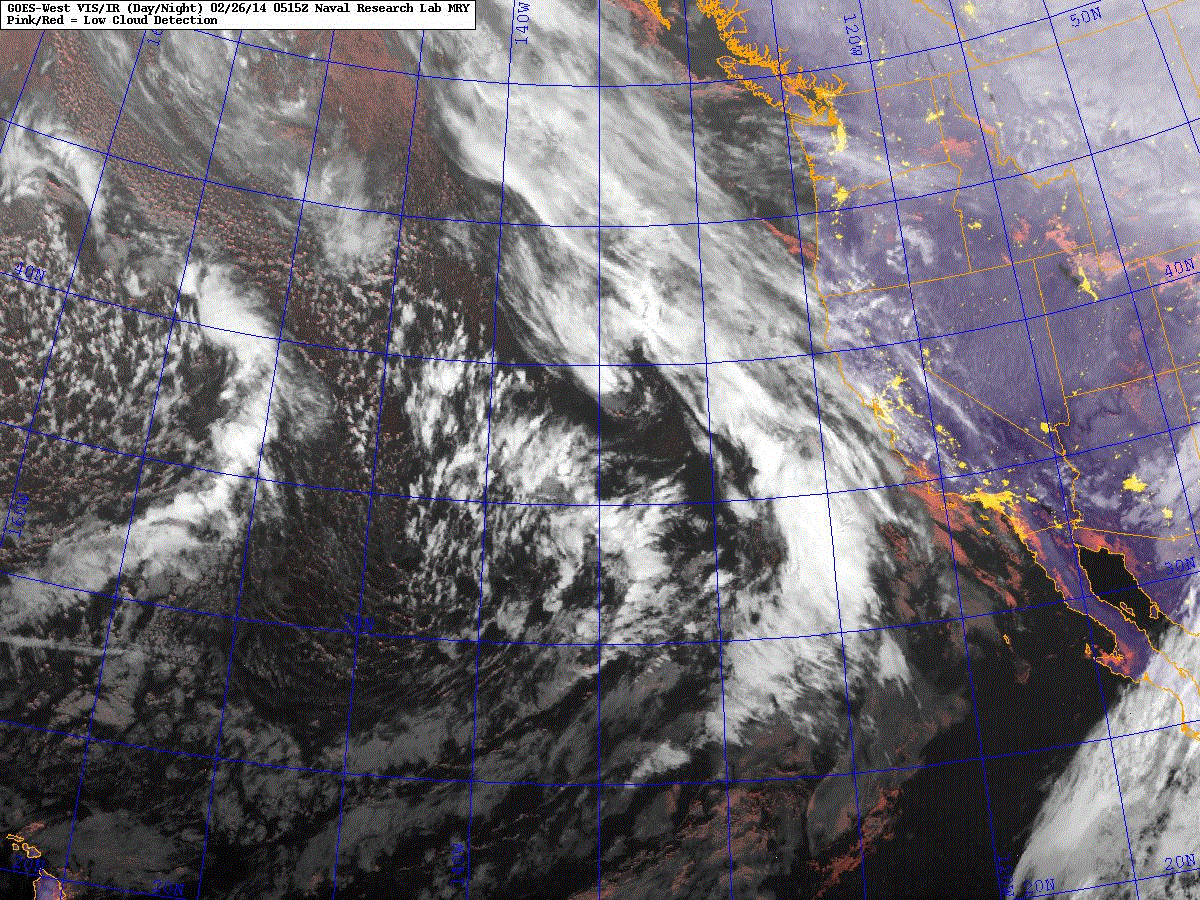 GOES-West VIS/IR (Day/Night) 02/26/14 0515Z Naval Research Lab MRY
Pink/Red = Low Cloud Detection
140W
120W
50N
40N
40N
30N
20N
20N